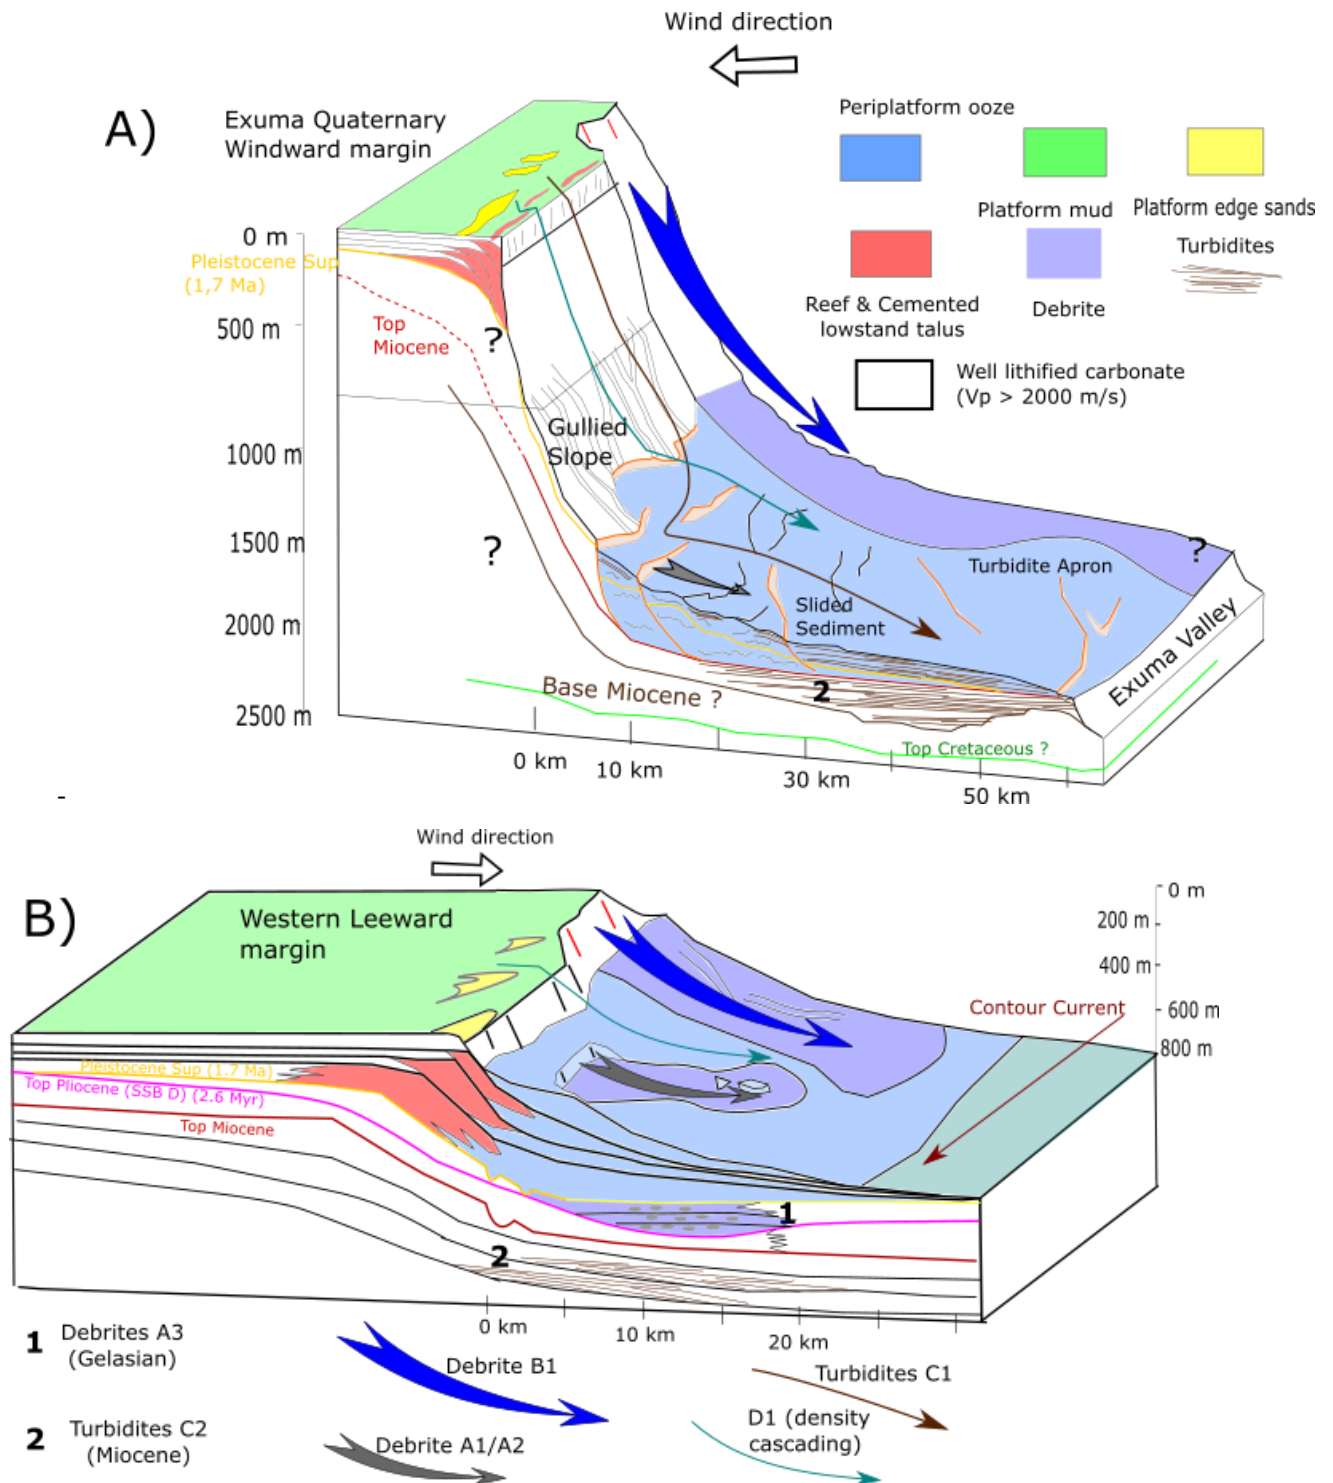 Wind direction
A)
Exuma Quaternary
Windward margin
Periplatform ooze
Platform mud
Platform edge sands
Reef & Cemented
lowstand talus
Debrite
Turbidites
Well lithified carbonate
(Vp > 2000 m/s)
0 m
Pleistocene Sup
(1,7 Ma)
500 m
Top
Miocene
?
1000 m
Gullied
Slope
1500 m
?
2000 m
2500 m
Turbidite Apron
?
Slided
Sediment
Exuma Valley
Base Miocene ?
2
Top Cretaceous ?
0 km
10 km
30 km
50 km
-
Wind direction
B)
Western Leeward
margin
0 m
200 m
400 m
600 m
800 m
Contour Current
Pleistocene Sup (1.7 Ma)
Top Pliocene (SSB D) (2.6 Myr)
Top Miocene
1
2
0 km
10 km
20 km
1 Debrites A3
(Gelasian)
Debrite B1
Turbidites C1
2 Turbidites C2
(Miocene)
Debrite A1/A2
D1 (density
cascading)